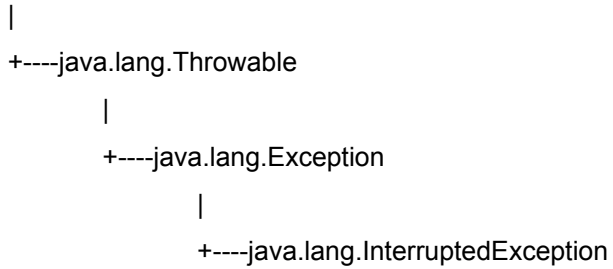 |
+----java.lang.Throwable
|
+----java.lang.Exception
|
+----java.lang.InterruptedException